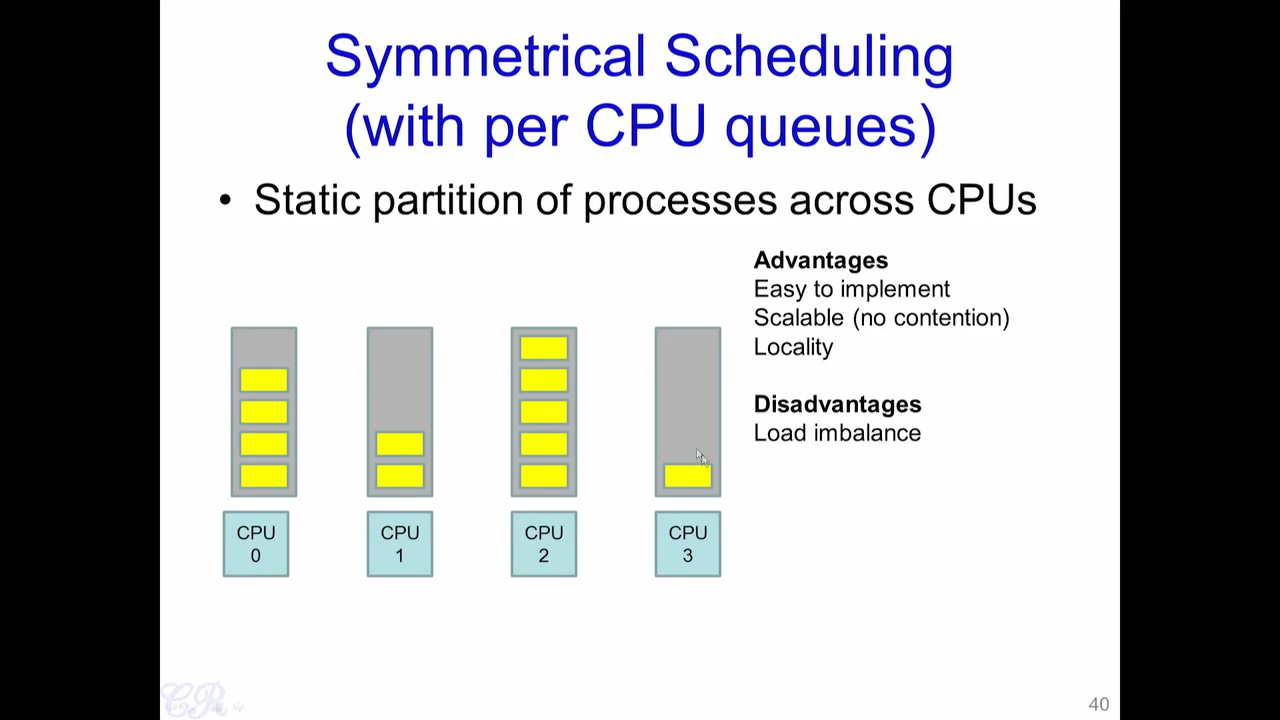 Symmetrical Scheduling
(with per CPU queues)
• Static partition of processes across CPUs
Advantages
Easy to implement
Scalable (no contention)
Locality
Disadvantages
Load imbalance
CPU
0
CPU
1
CPU
2
CPU
3
CR
40